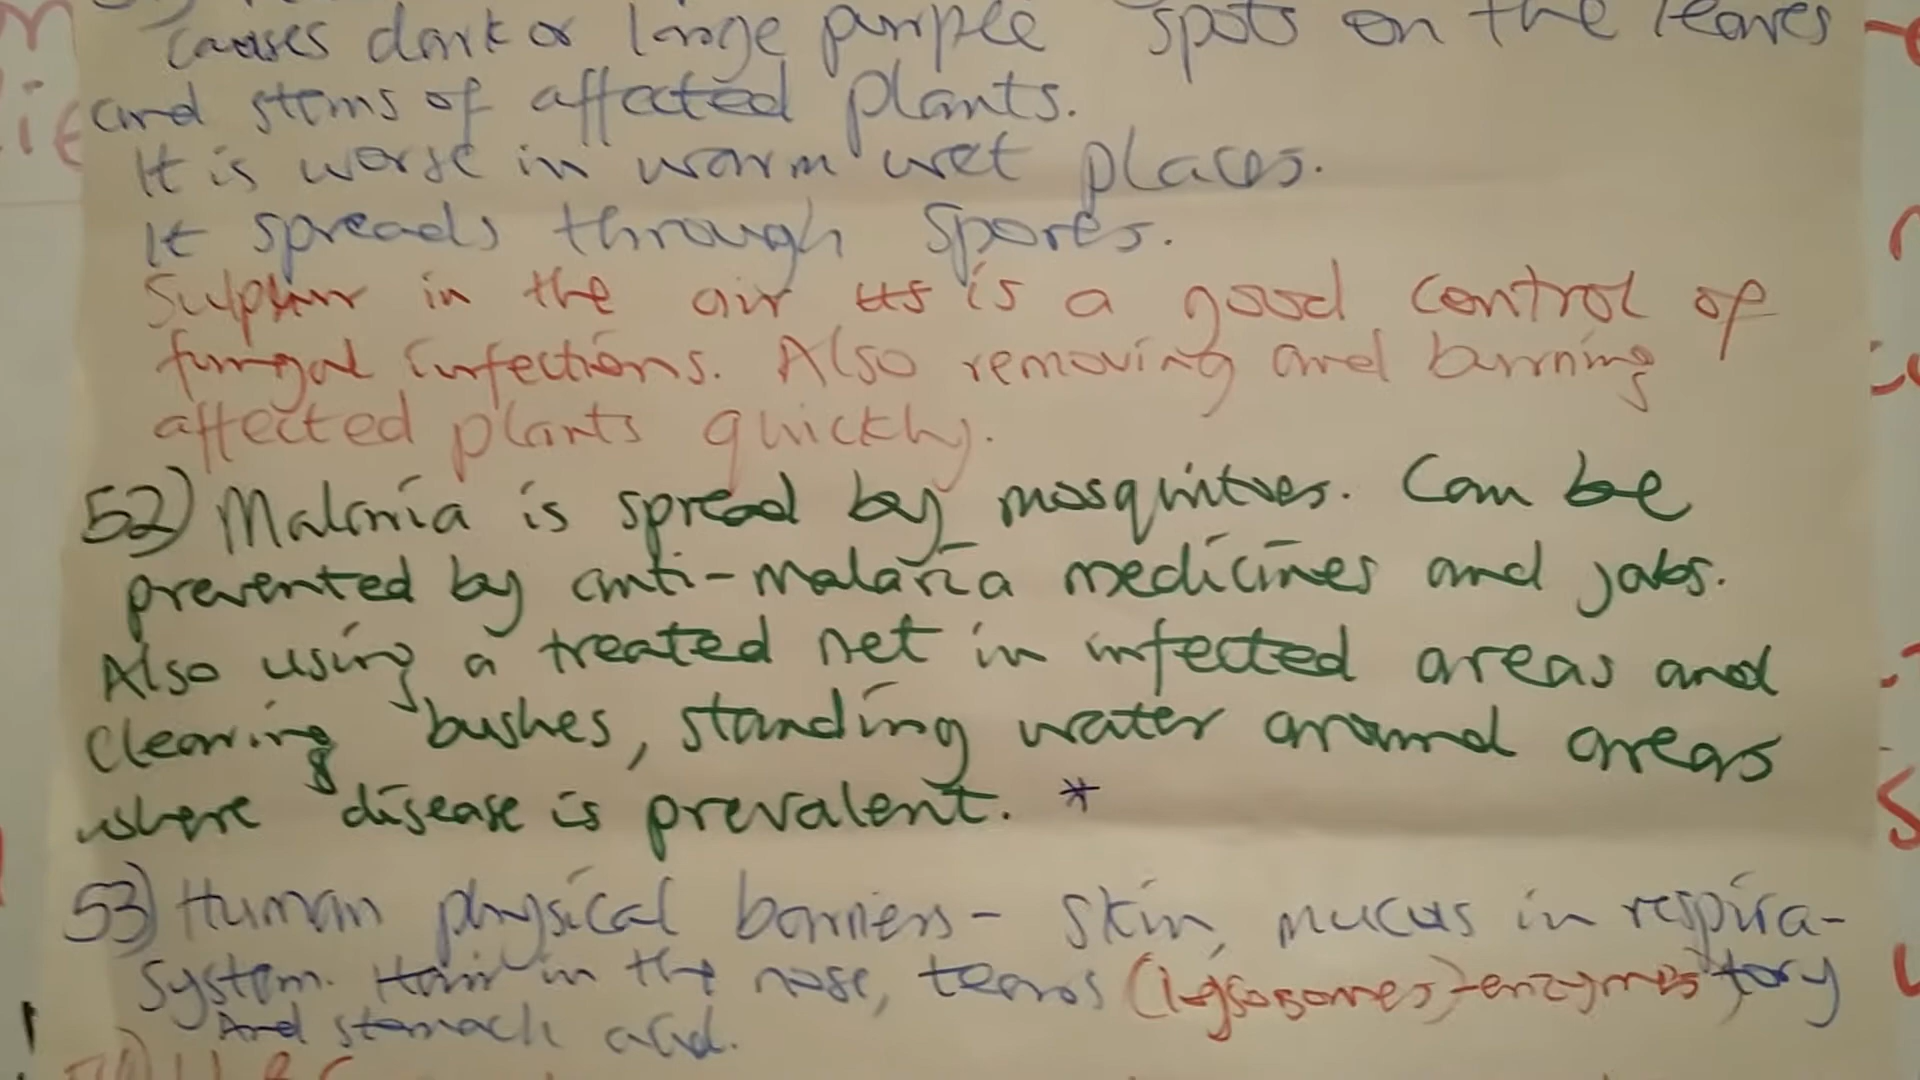 causes dark or large purple spots on the leaves
and stems of affected plants.
It is worse in warm wet places.
It spreads through spores.
Sulphur in the air is a good control of
fungal infections. Also removing and burning
affected plants quickly.
52) Malaria is spread by mosquitoes. Can be
prevented by anti-malaria medicines and jabs.
Also using a treated net in infected areas and
clearing bushes, standing water around areas
where disease is prevalent. *
53) Human physical barriers - skin, mucus in respira-
system. Hair in the nose, tears (lysosomes)-enzymes tory
And stomach acid.